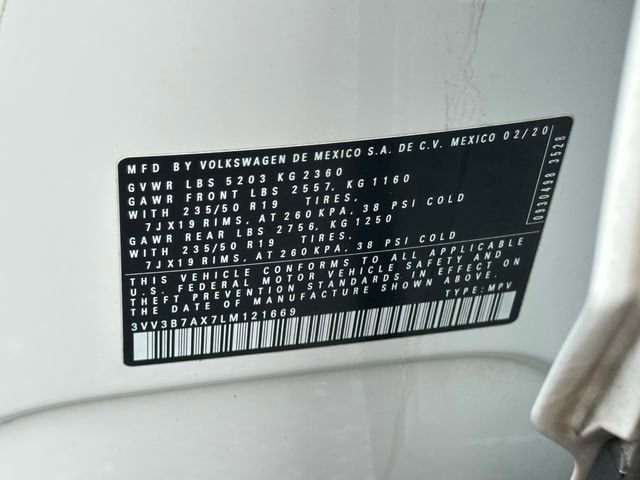 MFD BY VOLKSWAGEN DE MEXICO S.A. DE C.V. MEXICO 02/20
GVWR LBS 5203 KG 2360
GAWR FRONT LBS 2557, KG 1160
WITH 235/50 R19 TIRES,
7JX19 RIMS, AT 260 KPA, 38 PSI COLD
GAWR REAR LBS 2756, KG 1250
WITH 235/50 R19 TIRES,
7JX19 RIMS, AT 260 KPA, 38 PSI COLD
THIS VEHICLE CONFORMS TO ALL APPLICABLE
U.S. FEDERAL MOTOR VEHICLE SAFETY AND
THEFT PREVENTION STANDARDS IN EFFECT ON
THE DATE OF MANUFACTURE SHOWN ABOVE.
3VV3B7AX7LM121669 TYPE: MPV
3528